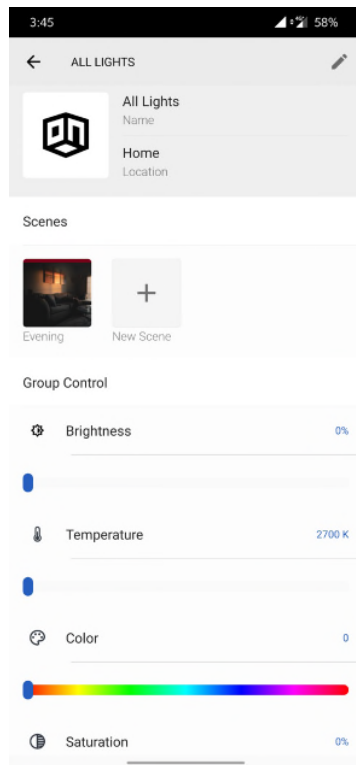 3:45
4G
58%
ALL LIGHTS
All Lights
Name
Home
Location
Scenes
Evening
New Scene
Group Control
Brightness 0%
Temperature 2700 K
Color 0
Saturation 0%